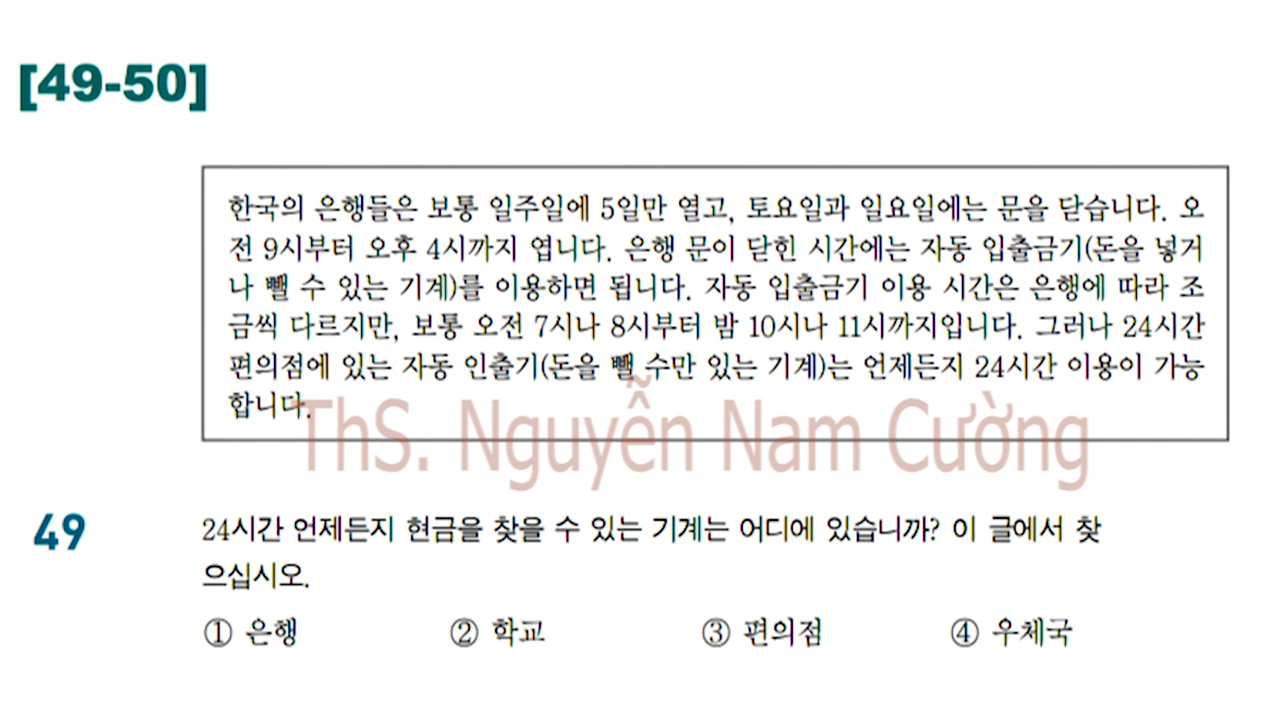 [49-50]
한국의 은행들은 보통 일주일에 5일만 열고, 토요일과 일요일에는 문을 닫습니다. 오
전 9시부터 오후 4시까지 엽니다. 은행 문이 닫힌 시간에는 자동 입출금기(돈을 넣거
나 뺄 수 있는 기계)를 이용하면 됩니다. 자동 입출금기 이용 시간은 은행에 따라 조
금씩 다르지만, 보통 오전 7시나 8시부터 밤 10시나 11시까지입니다. 그러나 24시간
편의점에 있는 자동 인출기(돈을 뺄 수만 있는 기계)는 언제든지 24시간 이용이 가능
합니다.
ThS. Nguyễn Nam Cường
49 24시간 언제든지 현금을 찾을 수 있는 기계는 어디에 있습니까? 이 글에서 찾
으십시오.
① 은행 ② 학교 ③ 편의점 ④ 우체국